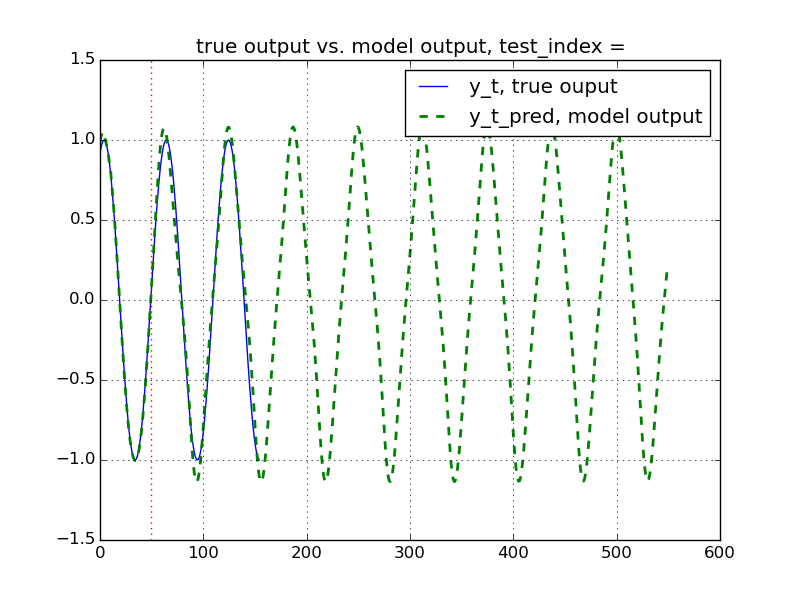 true output vs. model output, test_index =
y_t, true ouput
y_t_pred, model output
1.5
1.0
0.5
0.0
−0.5
−1.0
−1.5
0 100 200 300 400 500 600